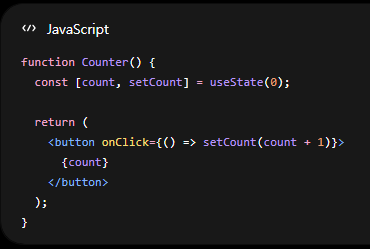 </> JavaScript
function Counter() {
  const [count, setCount] = useState(0);

  return (
    <button onClick={() => setCount(count + 1)}>
      {count}
    </button>
  );
}